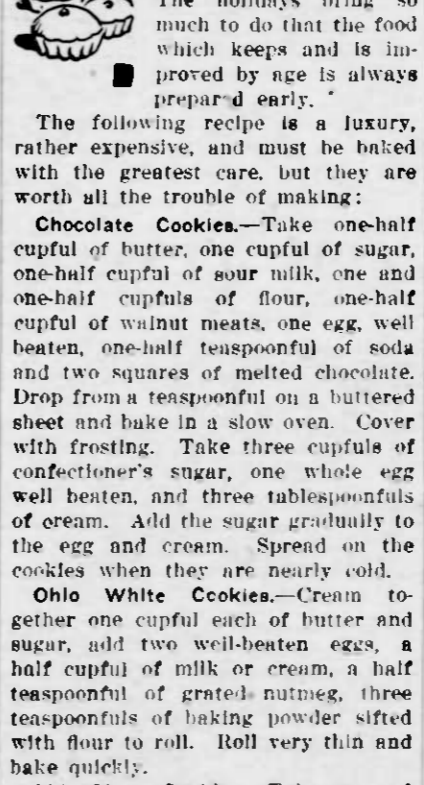 The holidays bring so
much to do that the food
which keeps and is im-
proved by age is always
prepar d early.
The following recipe is a luxury,
rather expensive, and must be baked
with the greatest care, but they are
worth all the trouble of making:
Chocolate Cookies.—Take one-half
cupful of butter, one cupful of sugar,
one-half cupful of sour milk, one and
one-half cupfuls of flour, one-half
cupful of walnut meats, one egg, well
beaten, one-half teaspoonful of soda
and two squares of melted chocolate.
Drop from a teaspoonful on a buttered
sheet and bake in a slow oven. Cover
with frosting. Take three cupfuls of
confectioner's sugar, one whole egg
well beaten, and three tablespoonfuls
of cream. Add the sugar gradually to
the egg and cream. Spread on the
cookies when they are nearly cold.
Ohio White Cookies.—Cream to-
gether one cupful each of butter and
sugar, add two well-beaten eggs, a
half cupful of milk or cream, a half
teaspoonful of grated nutmeg, three
teaspoonfuls of baking powder sifted
with flour to roll. Roll very thin and
bake quickly.